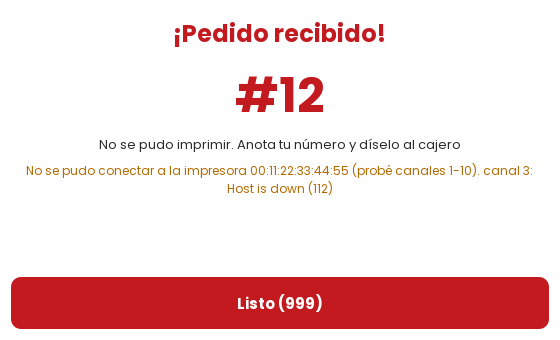 ¡Pedido recibido!
#12
No se pudo imprimir. Anota tu número y díselo al cajero
No se pudo conectar a la impresora 00:11:22:33:44:55 (probé canales 1-10). canal 3:
Host is down (112)
Listo (999)